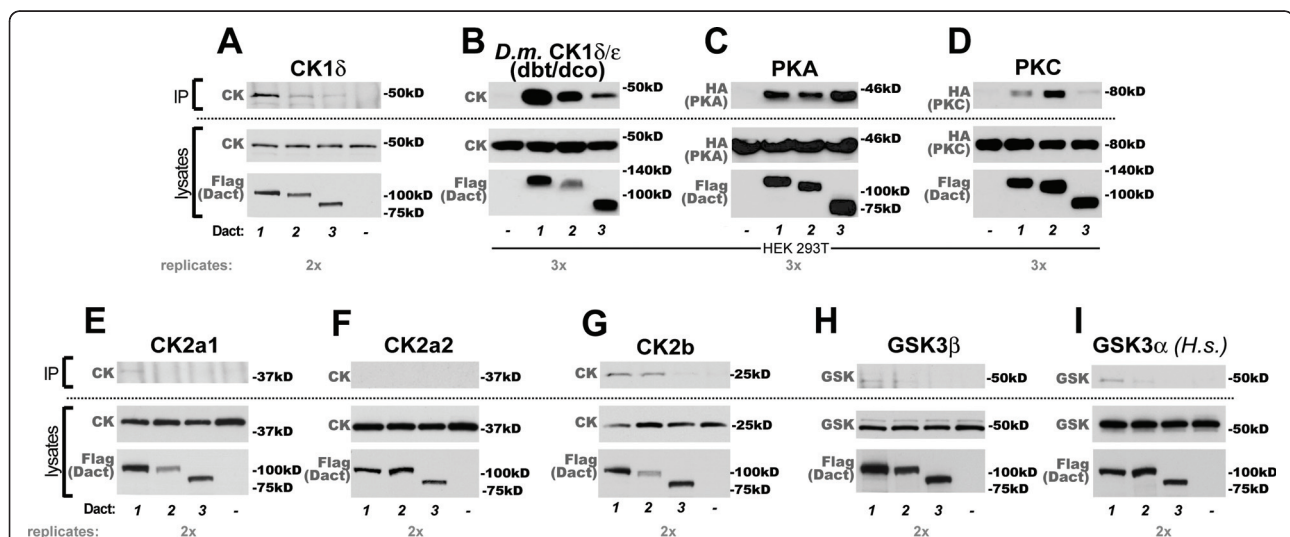 A B C D
CK1δ D.m. CK1δ/ε PKA PKC
(dbt/dco)
IP CK -50kD CK -50kD HA (PKA) -46kD HA (PKC) -80kD
lysates CK -50kD CK -50kD HA (PKA) -46kD HA (PKC) -80kD
Flag (Dact) -100kD -75kD Flag (Dact) -140kD -100kD Flag (Dact) -100kD -75kD Flag (Dact) -140kD -100kD
Dact: 1 2 3 - - 1 2 3 - 1 2 3 - 1 2 3
HEK 293T
replicates: 2x 3x 3x 3x
E F G H I
CK2a1 CK2a2 CK2b GSK3β GSK3α (H.s.)
IP CK -37kD CK -37kD CK -25kD GSK -50kD GSK -50kD
lysates CK -37kD CK -37kD CK -25kD GSK -50kD GSK -50kD
Flag (Dact) -100kD -75kD Flag (Dact) -100kD -75kD Flag (Dact) -100kD -75kD Flag (Dact) -100kD -75kD Flag (Dact) -100kD -75kD
Dact: 1 2 3 - 1 2 3 - 1 2 3 - 1 2 3 - 1 2 3 -
replicates: 2x 2x 2x 2x 2x